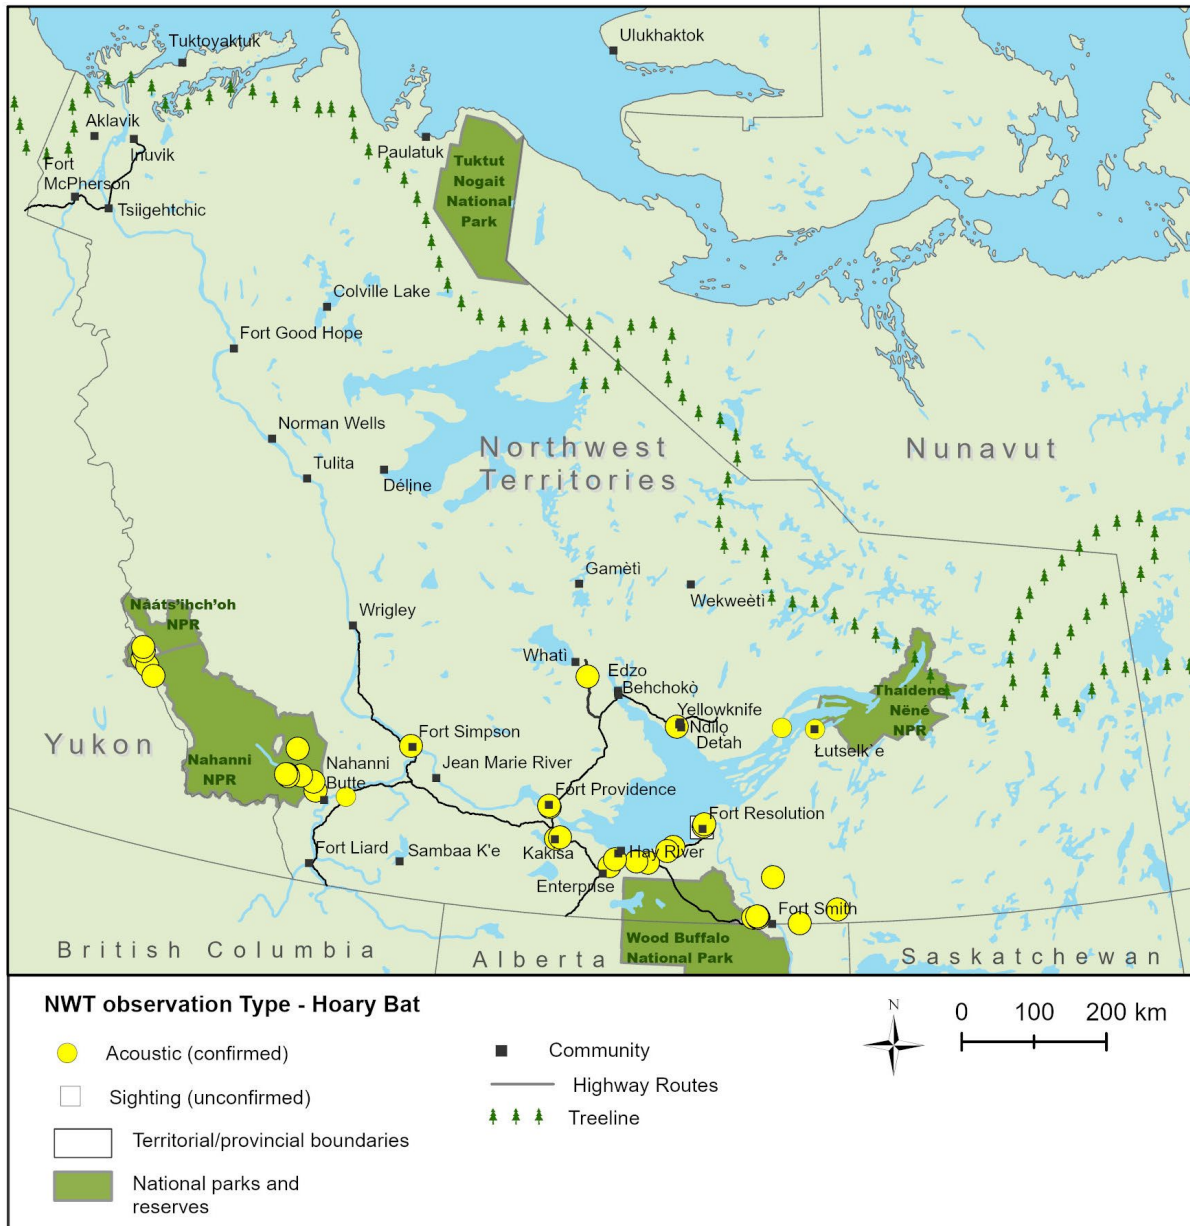 Tuktoyaktuk
Ulukhaktok
Aklavik
Inuvik
Paulatuk
Fort
McPherson
Tsiigehtchic
Tuktut
Nogait
National
Park
Colville Lake
Fort Good Hope
Norman Wells
Tulita
Délı̨ne
Northwest
Territories
Nunavut
Gamètì
Wekweètì
Wrigley
Nááts'ihch'oh
NPR
Whatì
Edzo
Behchokò
Yellowknife
Ndilǫ
Detah
Thaidene
Nëné
NPR
Łutselk'e
Yukon
Nahanni
NPR
Nahanni
Butte
Fort Simpson
Jean Marie River
Fort Providence
Fort Resolution
Fort Liard
Sambaa K'e
Kakisa
Hay River
Enterprise
Fort Smith
Wood Buffalo
National Park
British Columbia
Alberta
Saskatchewan
NWT observation Type - Hoary Bat
Acoustic (confirmed)
Sighting (unconfirmed)
Territorial/provincial boundaries
National parks and
reserves
Community
Highway Routes
Treeline
N
0 100 200 km